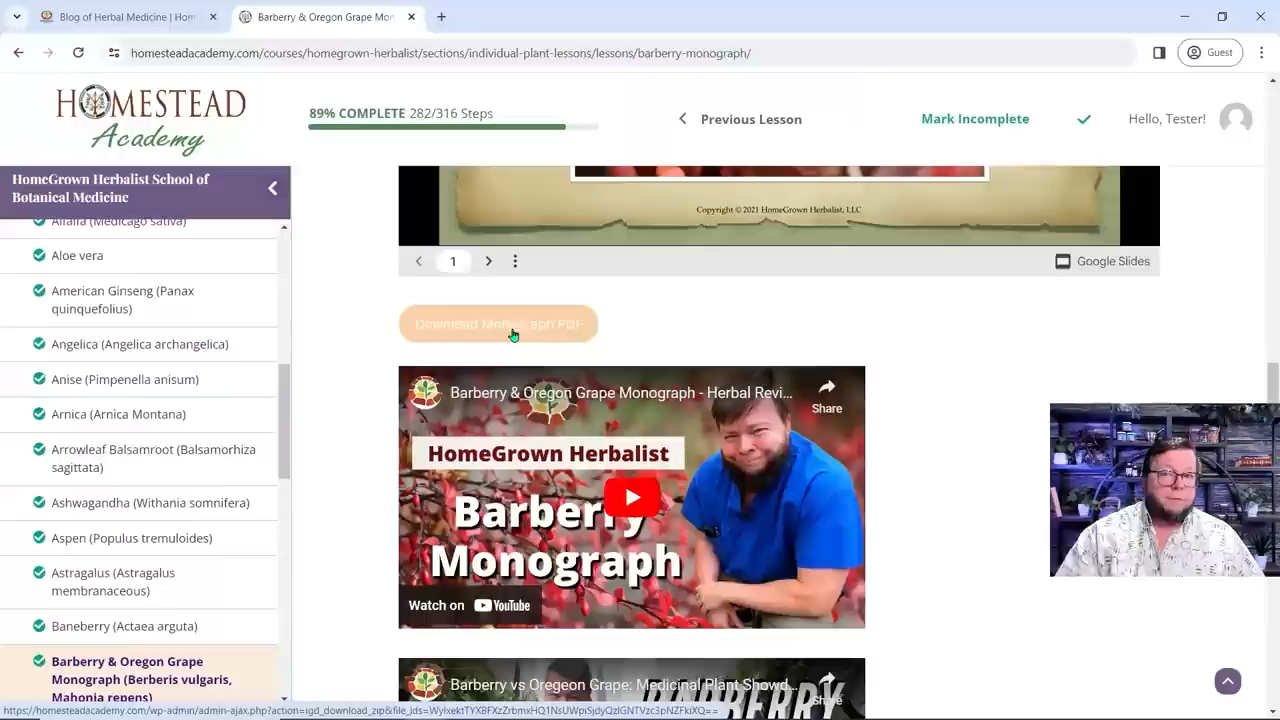 Blog of Herbal Medicine | Hom
Barberry & Oregon Grape Monog
homesteadacademy.com/courses/homegrown-herbalist/sections/individual-plant-lessons/lessons/barberry-monograph/
Guest
HOMESTEAD
Academy
89% COMPLETE 282/316 Steps
Previous Lesson
Mark Incomplete
Hello, Tester!
HomeGrown Herbalist School of
Botanical Medicine
Alfalfa (Medicago sativa)
Aloe vera
American Ginseng (Panax
quinquefolius)
Angelica (Angelica archangelica)
Anise (Pimpenella anisum)
Arnica (Arnica Montana)
Arrowleaf Balsamroot (Balsamorhiza
sagittata)
Ashwagandha (Withania somnifera)
Aspen (Populus tremuloides)
Astragalus (Astragalus
membranaceous)
Baneberry (Actaea arguta)
Barberry & Oregon Grape
Monograph (Berberis vulgaris,
Mahonia repens)
Copyright © 2021 HomeGrown Herbalist, LLC
1
Google Slides
Download Monograph PDF
Barberry & Oregon Grape Monograph - Herbal Revi...
Share
HomeGrown Herbalist
Barberry
Monograph
Watch on YouTube
Barberry vs Oregeon Grape: Medicinal Plant Showd...
Share
BARBERRY